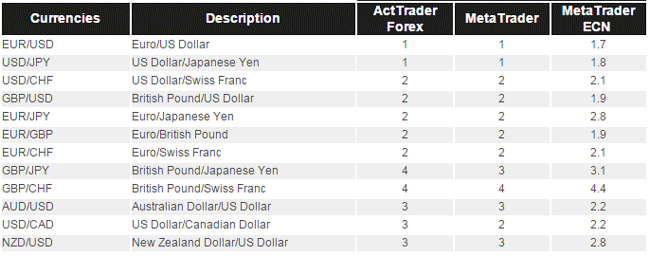 Currencies Description ActTrader Forex MetaTrader MetaTrader ECN
EUR/USD Euro/US Dollar 1 1 1.7
USD/JPY US Dollar/Japanese Yen 1 1 1.8
USD/CHF US Dollar/Swiss Franc 2 2 2.1
GBP/USD British Pound/US Dollar 2 2 1.9
EUR/JPY Euro/Japanese Yen 2 2 2.8
EUR/GBP Euro/British Pound 2 2 1.9
EUR/CHF Euro/Swiss Franc 2 2 2.1
GBP/JPY British Pound/Japanese Yen 4 3 3.1
GBP/CHF British Pound/Swiss Franc 4 4 4.4
AUD/USD Australian Dollar/US Dollar 3 3 2.2
USD/CAD US Dollar/Canadian Dollar 3 2 2.2
NZD/USD New Zealand Dollar/US Dollar 3 3 2.8